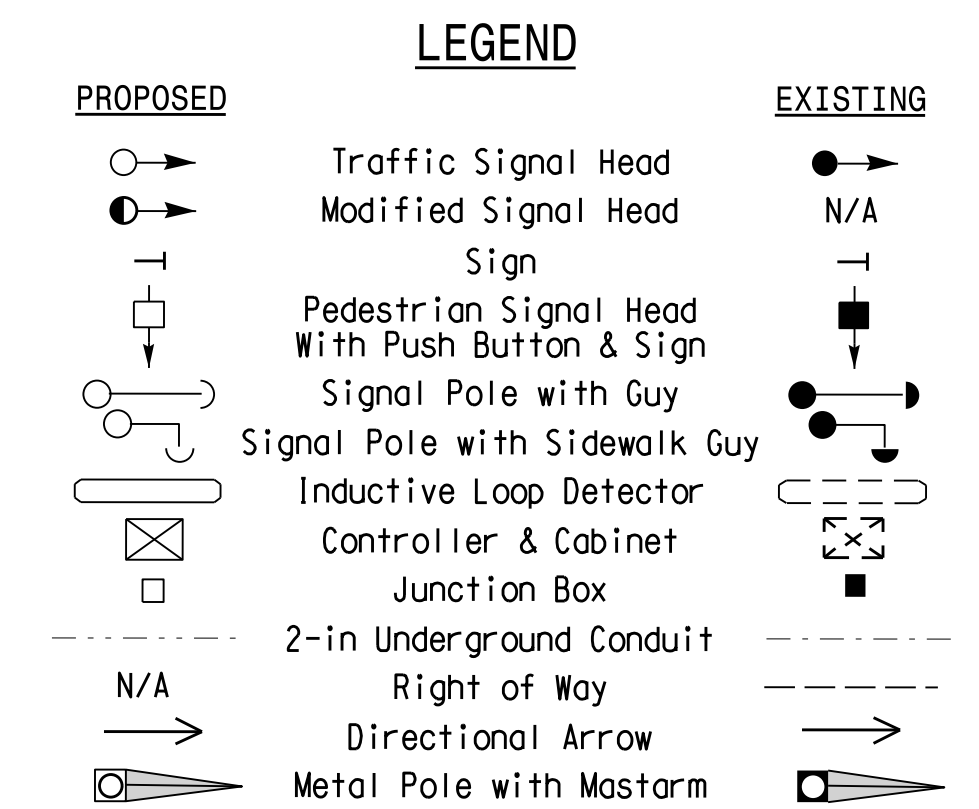 LEGEND
PROPOSED EXISTING
Traffic Signal Head
Modified Signal Head N/A
Sign
Pedestrian Signal Head
With Push Button & Sign
Signal Pole with Guy
Signal Pole with Sidewalk Guy
Inductive Loop Detector
Controller & Cabinet
Junction Box
2-in Underground Conduit
N/A Right of Way
Directional Arrow
Metal Pole with Mastarm